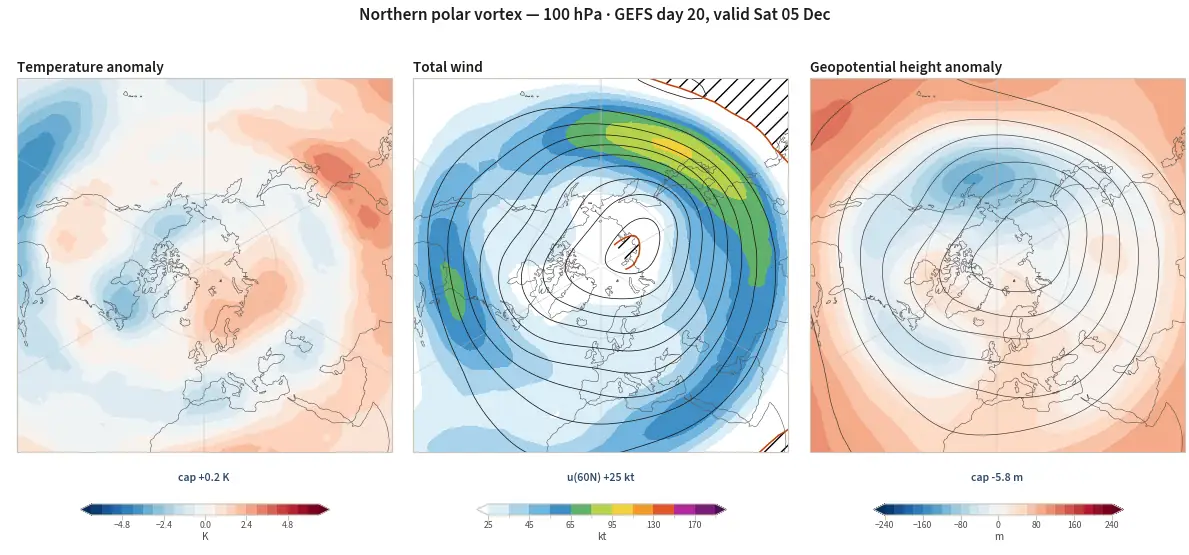 Northern polar vortex — 100 hPa · GEFS day 20, valid Sat 05 Dec
Temperature anomaly
Total wind
Geopotential height anomaly
cap +0.2 K
u(60N) +25 kt
cap -5.8 m
−4.8 −2.4 0.0 2.4 4.8
K
25 45 65 95 130 170
kt
−240 −160 −80 0 80 160 240
m